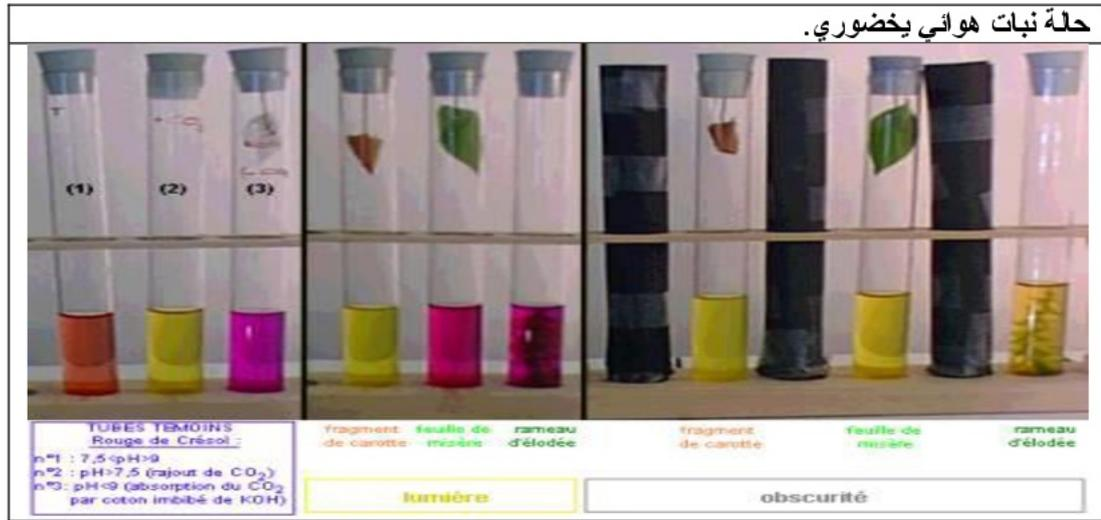 حالة نبات هوائي يخضوري.
T
(1)
(2)
(3)
TUBES TEMOINS
Rouge de Crésol :
n°1 : 7,5<pH>9
n°2 : pH>7,5 (rajout de CO₂)
n°3: pH<9 (absorption du CO₂
par coton imbibé de KOH)
fragment
de carotte
feuille de
misère
rameau
d'élodée
lumière
fragment
de carotte
feuille de
misère
rameau
d'élodée
obscurité